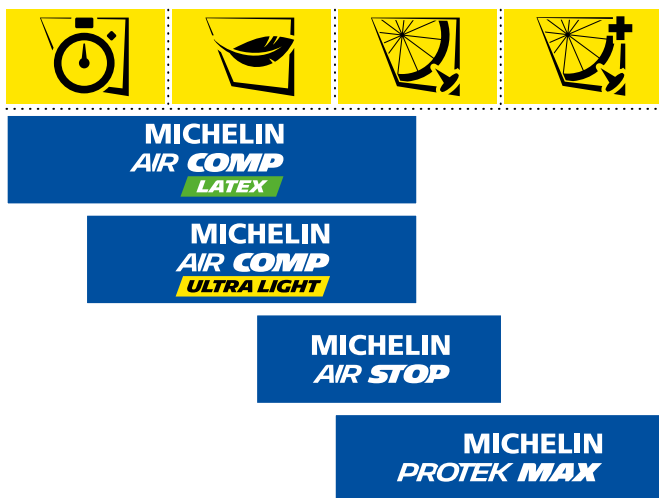 MICHELIN
AIR COMP
LATEX
MICHELIN
AIR COMP
ULTRA LIGHT
MICHELIN
AIR STOP
MICHELIN
PROTEK MAX